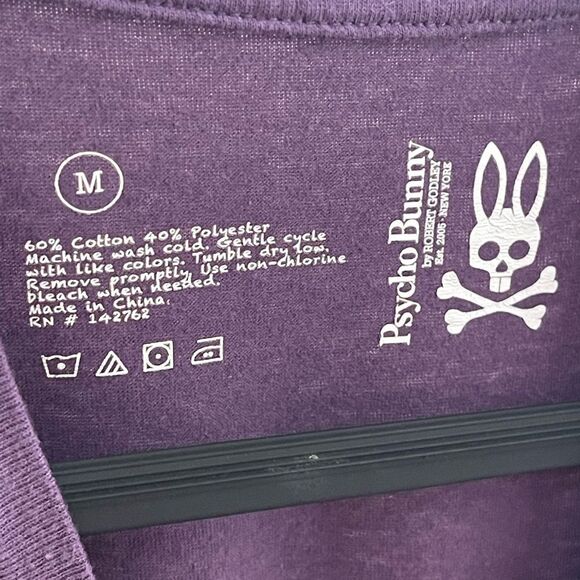 M
60% Cotton 40% Polyester
Machine wash cold. Gentle cycle
with like colors. Tumble dry low.
Remove promptly. Use non-chlorine
bleach when needed.
Made in China.
RN # 142762
Psycho Bunny
by ROBERT GODLEY
Est. 2005 · NEW YORK